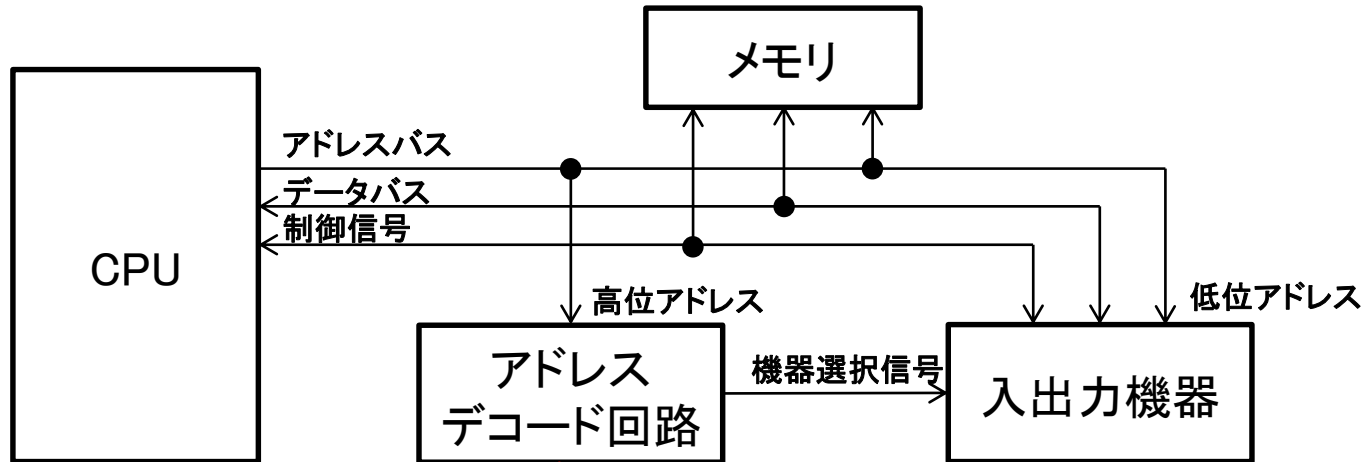 メモリ
アドレスバス
データバス
制御信号
CPU
高位アドレス
低位アドレス
アドレス
デコード回路
機器選択信号
入出力機器